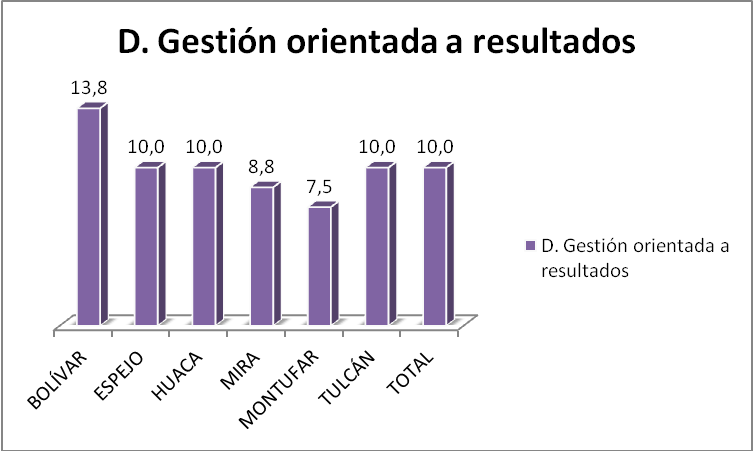 D. Gestión orientada a resultados
13,8
10,0
10,0
8,8
7,5
10,0
10,0
D. Gestión orientada a
resultados
BOLÍVAR
ESPEJO
HUACA
MIRA
MONTUFAR
TULCÁN
TOTAL